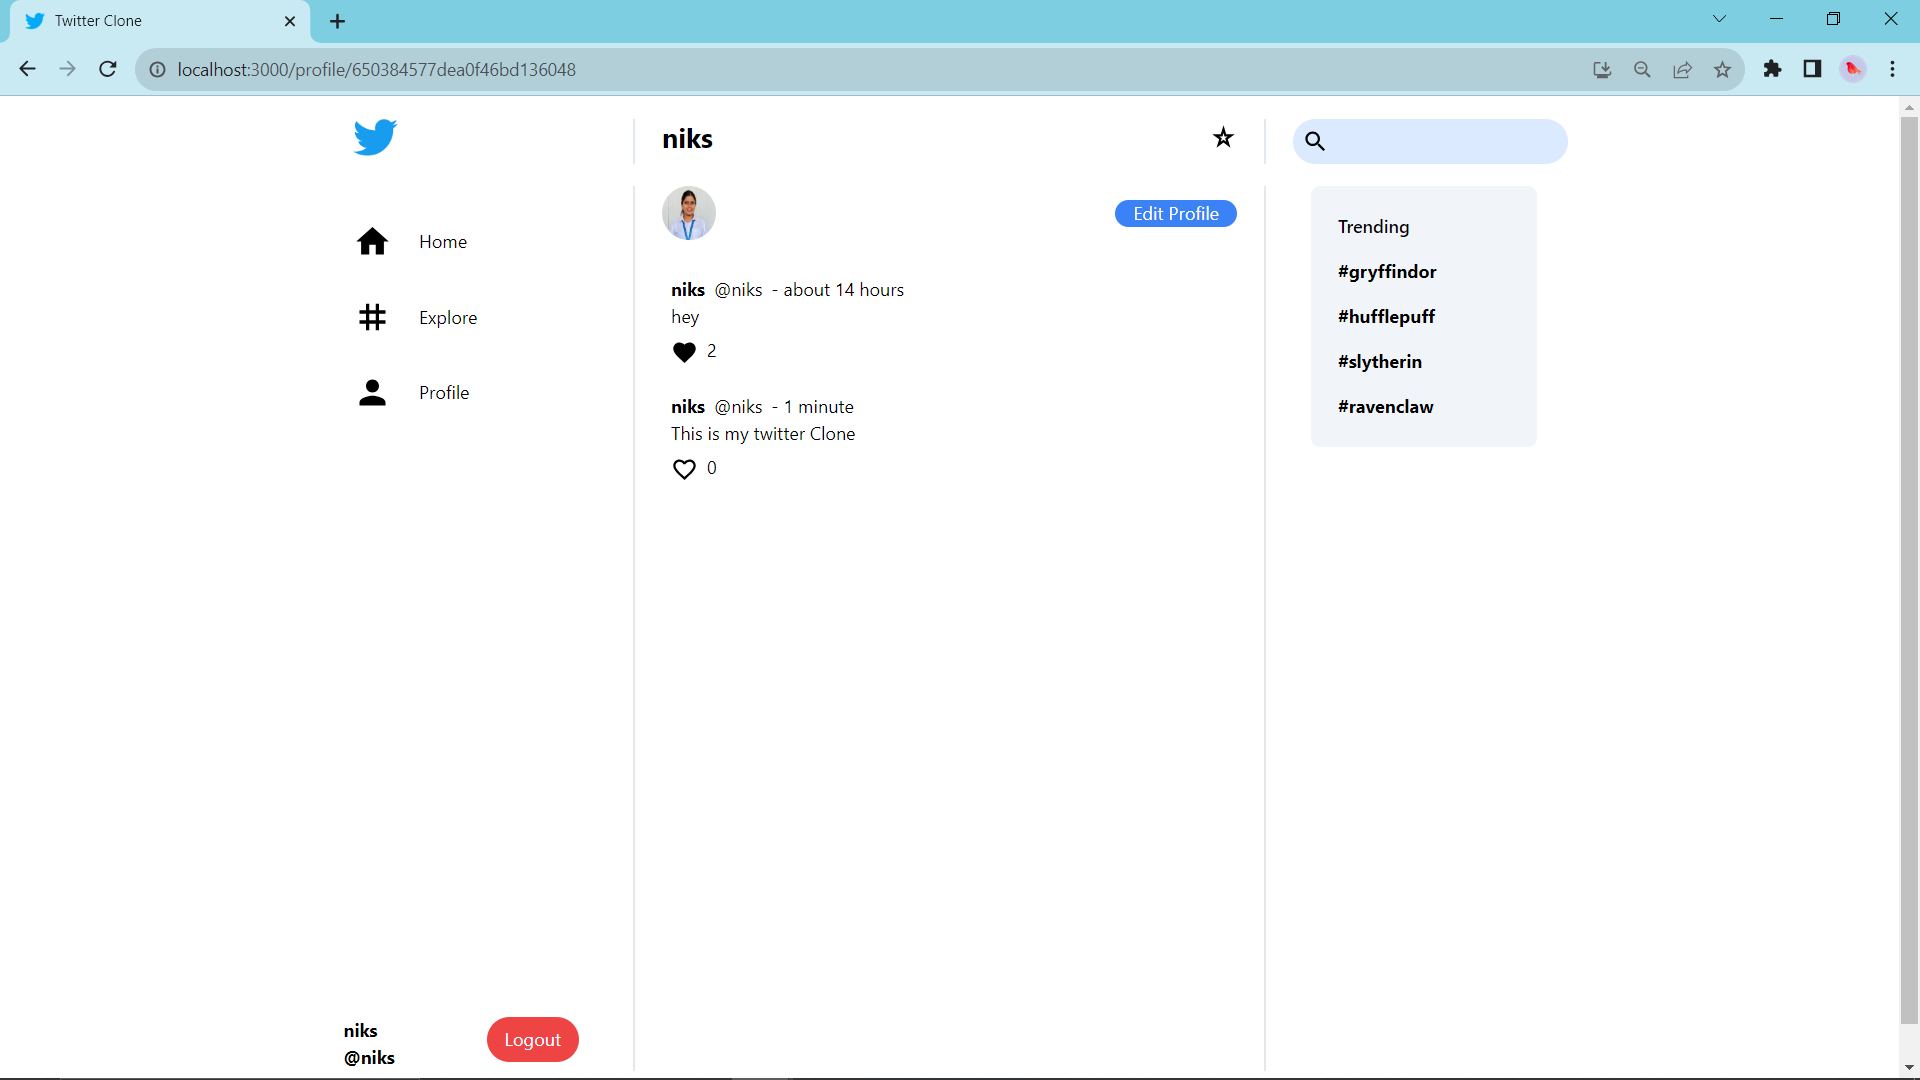 Twitter Clone
localhost:3000/profile/650384577dea0f46bd136048
niks
Home
Explore
Profile
Edit Profile
niks @niks - about 14 hours
hey
2
niks @niks - 1 minute
This is my twitter Clone
0
Trending
#gryffindor
#hufflepuff
#slytherin
#ravenclaw
niks
@niks
Logout